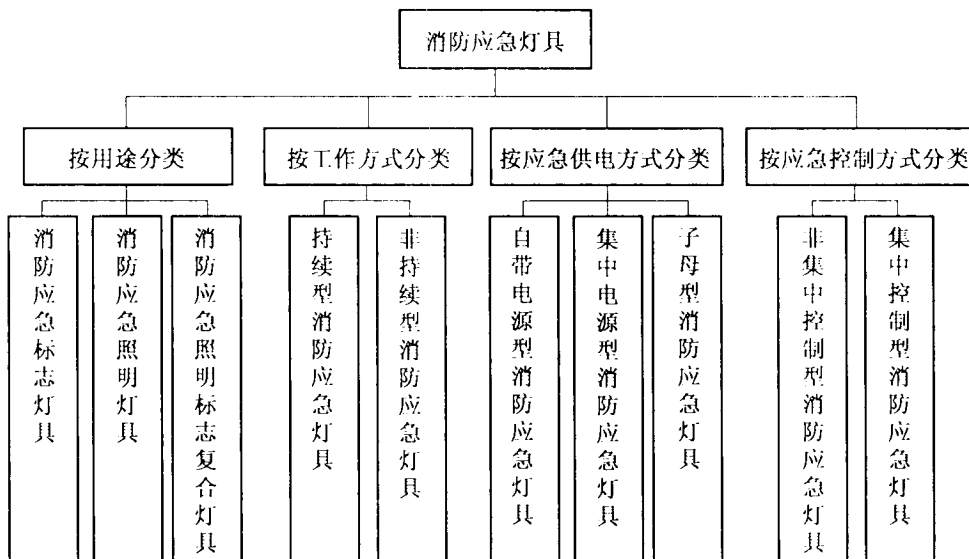 消防应急灯具
按用途分类
按工作方式分类
按应急供电方式分类
按应急控制方式分类
消防应急标志灯具
消防应急照明灯具
消防应急照明标志复合灯具
持续型消防应急灯具
非持续型消防应急灯具
自带电源型消防应急灯具
集中电源型消防应急灯具
子母型消防应急灯具
非集中控制型消防应急灯具
集中控制型消防应急灯具